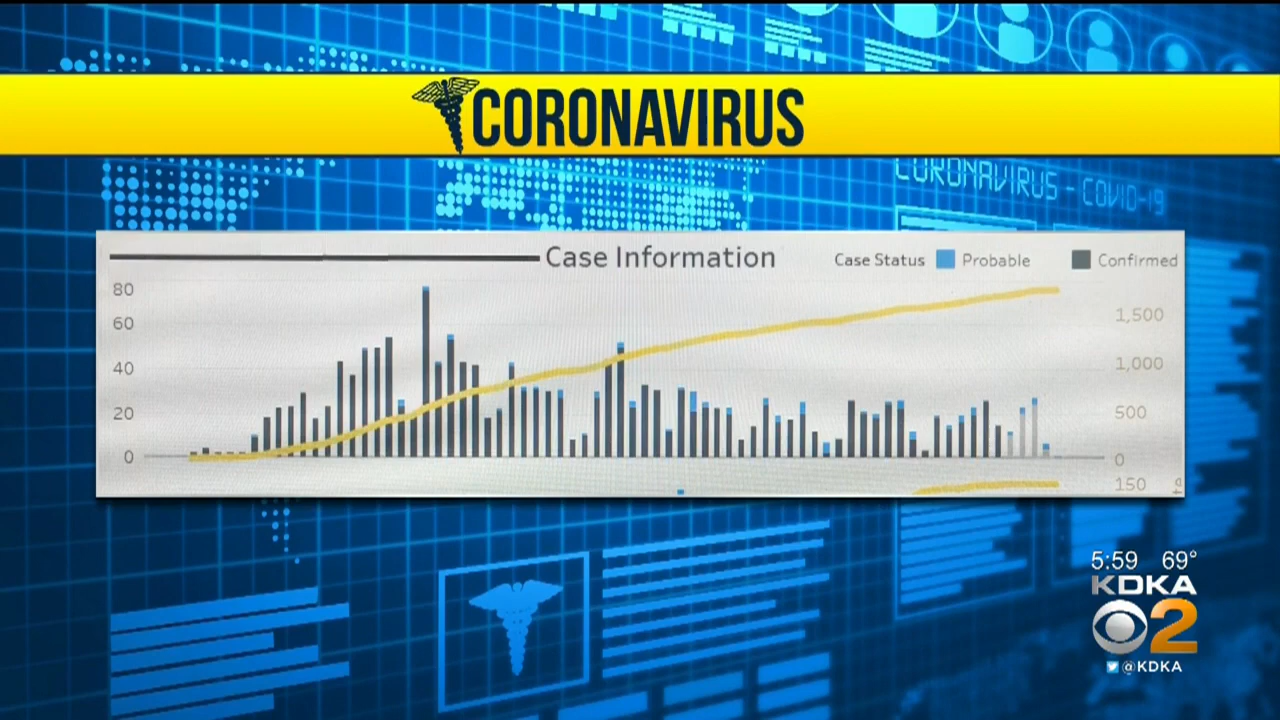 CORONAVIRUS
CORONAVIRUS - COVID-19
Case Information
Case Status Probable Confirmed
80
60
40
20
0
1,500
1,000
500
0
150
5:59 69°
KDKA
2
@KDKA